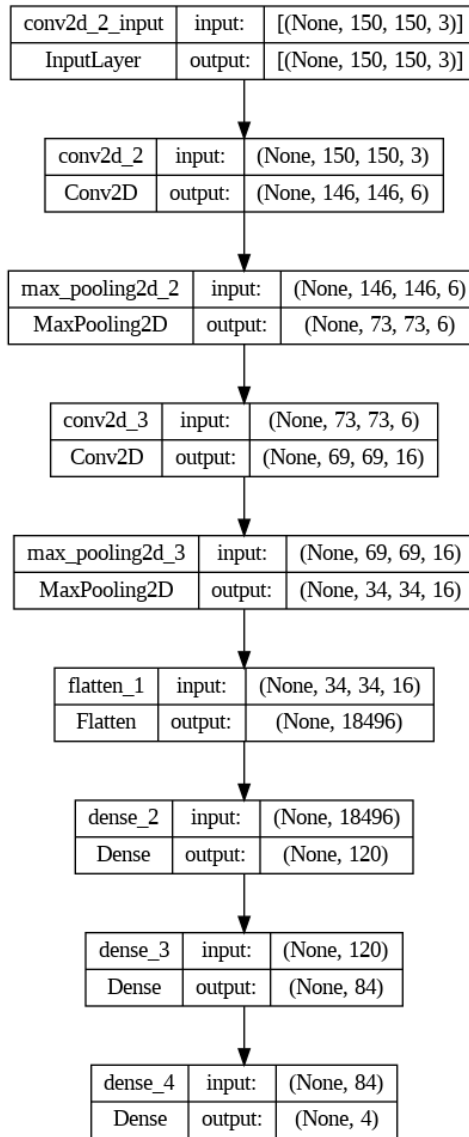 conv2d_2_input input: [(None, 150, 150, 3)]
InputLayer output: [(None, 150, 150, 3)]
conv2d_2 input: (None, 150, 150, 3)
Conv2D output: (None, 146, 146, 6)
max_pooling2d_2 input: (None, 146, 146, 6)
MaxPooling2D output: (None, 73, 73, 6)
conv2d_3 input: (None, 73, 73, 6)
Conv2D output: (None, 69, 69, 16)
max_pooling2d_3 input: (None, 69, 69, 16)
MaxPooling2D output: (None, 34, 34, 16)
flatten_1 input: (None, 34, 34, 16)
Flatten output: (None, 18496)
dense_2 input: (None, 18496)
Dense output: (None, 120)
dense_3 input: (None, 120)
Dense output: (None, 84)
dense_4 input: (None, 84)
Dense output: (None, 4)